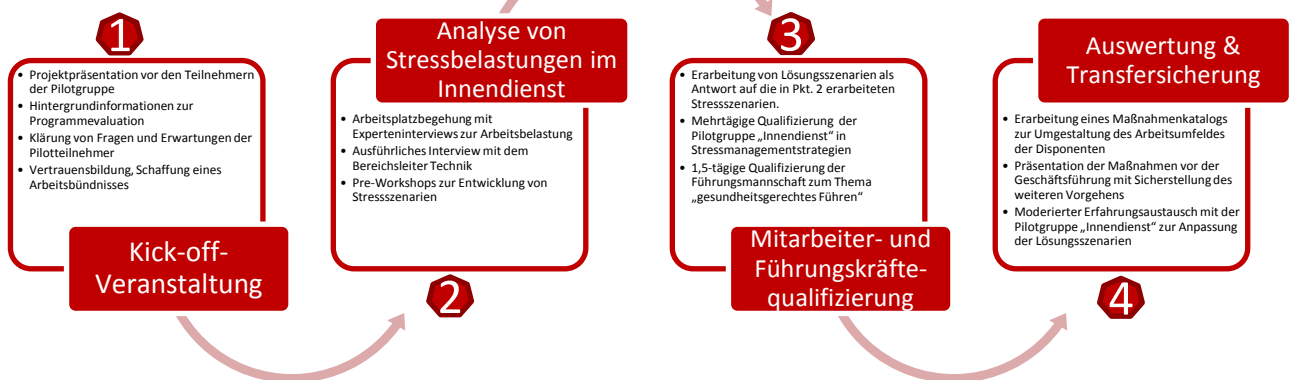 1
• Projektpräsentation vor den Teilnehmern
der Pilotgruppe
• Hintergrundinformationen zur
Programmevaluation
• Klärung von Fragen und Erwartungen der
Pilotteilnehmer
• Vertrauensbildung, Schaffung eines
Arbeitsbündnisses
Kick-off-
Veranstaltung
Analyse von
Stressbelastungen im
Innendienst
• Arbeitsplatzbegehung mit
Experteninterviews zur Arbeitsbelastung
• Ausführliches Interview mit dem
Bereichsleiter Technik
• Pre-Workshops zur Entwicklung von
Stressszenarien
2
3
• Erarbeitung von Lösungsszenarien als
Antwort auf die in Pkt. 2 erarbeiteten
Stressszenarien.
• Mehrtägige Qualifizierung der
Pilotgruppe „Innendienst“ in
Stressmanagementstrategien
• 1,5-tägige Qualifizierung der
Führungsmannschaft zum Thema
„gesundheitsgerechtes Führen“
Mitarbeiter- und
Führungskräfte-
qualifizierung
Auswertung &
Transfersicherung
• Erarbeitung eines Maßnahmenkatalogs
zur Umgestaltung des Arbeitsumfeldes
der Disponenten
• Präsentation der Maßnahmen vor der
Geschäftsführung mit Sicherstellung des
weiteren Vorgehens
• Moderierter Erfahrungsaustausch mit der
Pilotgruppe „Innendienst“ zur Anpassung
der Lösungsszenarien
4